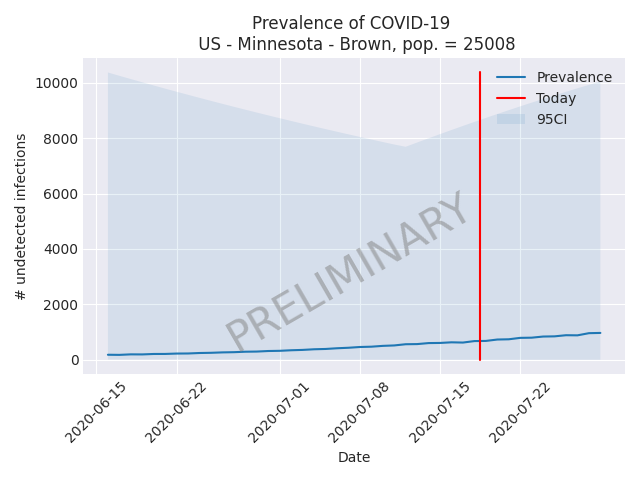 Prevalence of COVID-19
US - Minnesota - Brown, pop. = 25008
10000
8000
6000
4000
2000
0
# undetected infections
Prevalence
Today
95CI
PRELIMINARY
2020-06-15
2020-06-22
2020-07-01
2020-07-08
2020-07-15
2020-07-22
Date